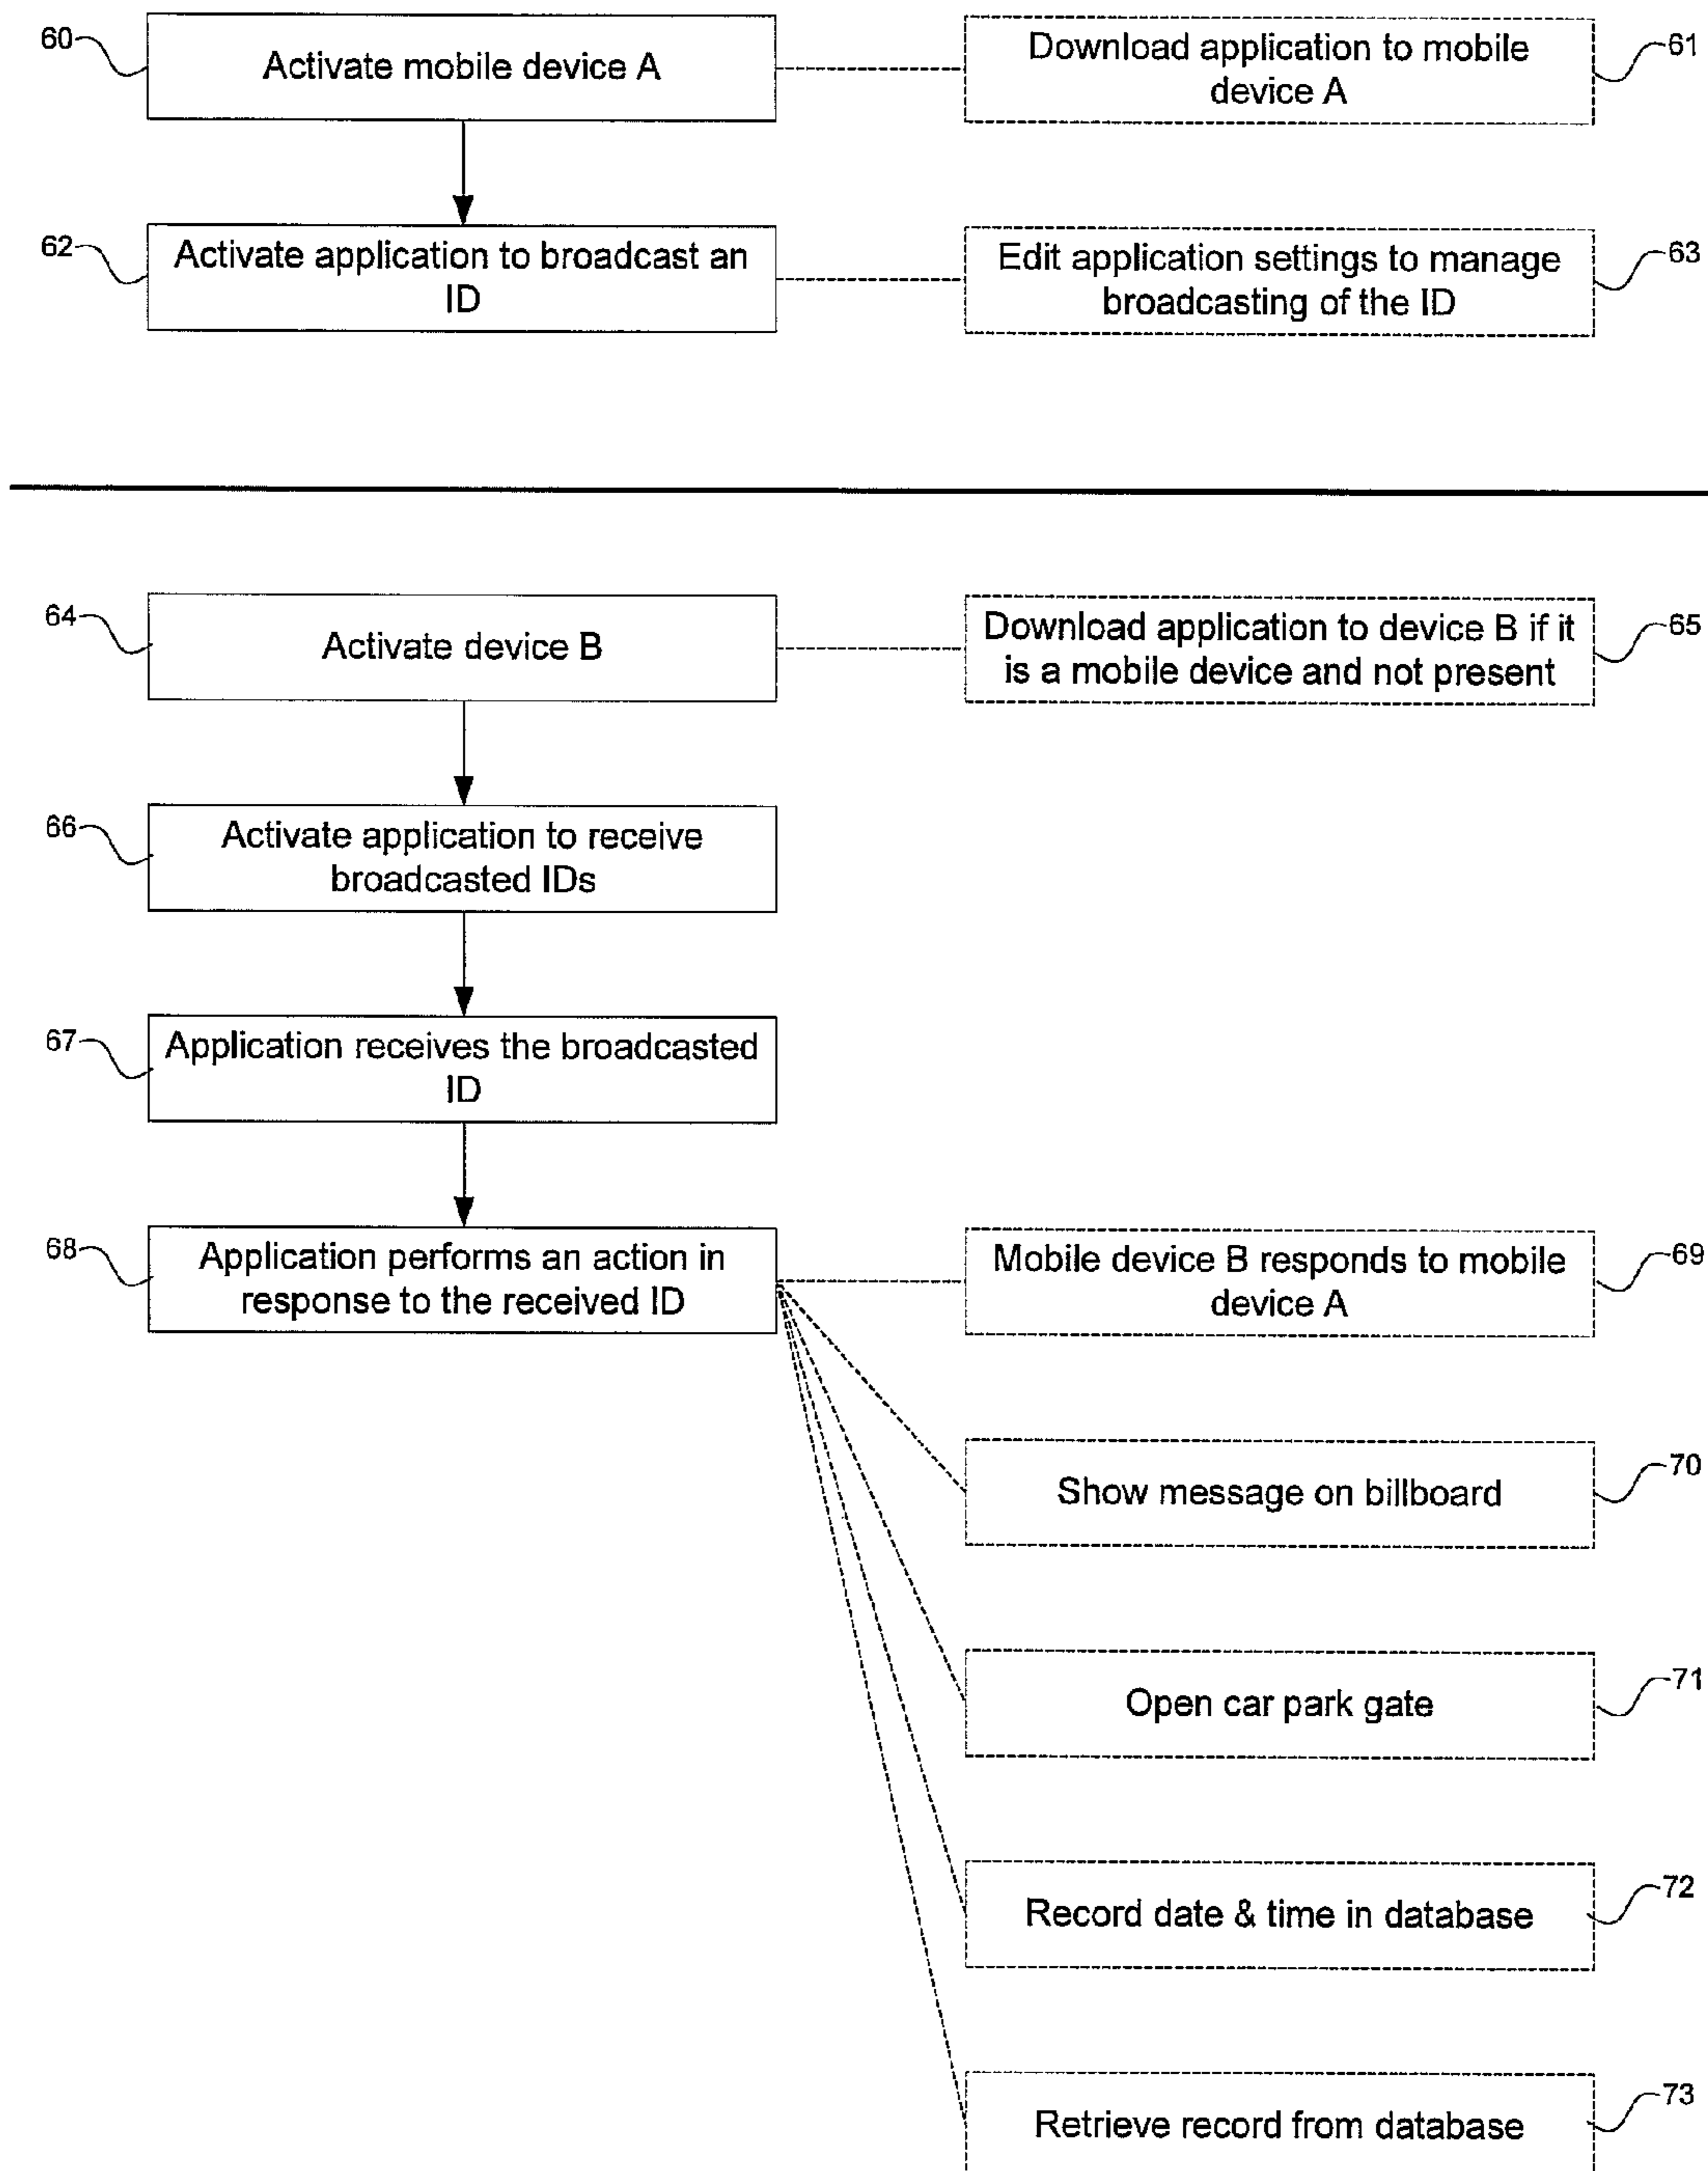 60
Activate mobile device A
Download application to mobile
device A
61
62
Activate application to broadcast an
ID
Edit application settings to manage
broadcasting of the ID
63
64
Activate device B
Download application to device B if it
is a mobile device and not present
65
66
Activate application to receive
broadcasted IDs
67
Application receives the broadcasted
ID
68
Application performs an action in
response to the received ID
Mobile device B responds to mobile
device A
69
Show message on billboard
70
Open car park gate
71
Record date & time in database
72
Retrieve record from database
73